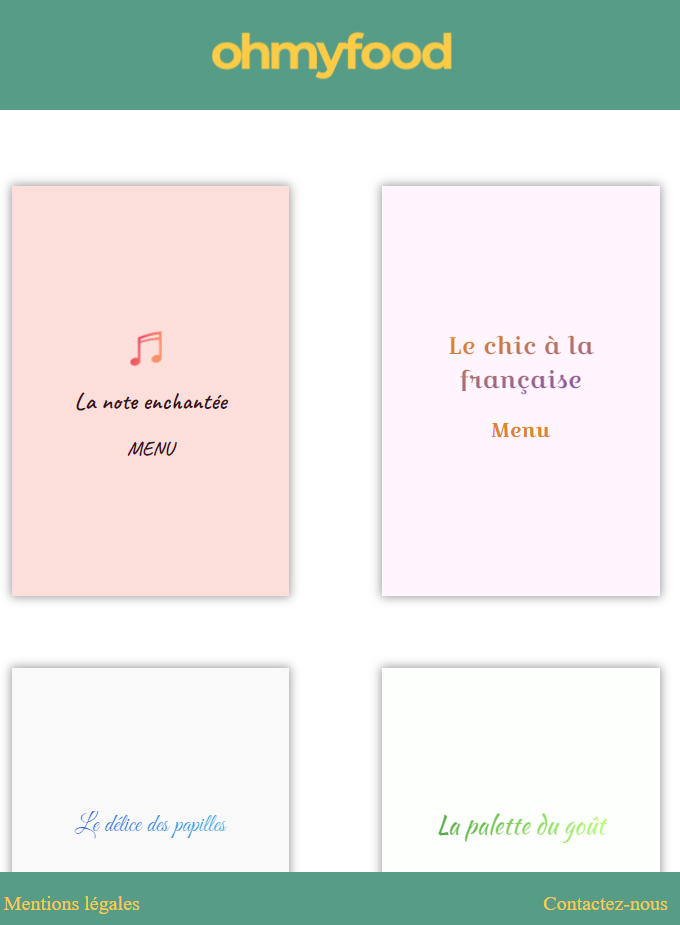 ohmyfood
La note enchantée
MENU
Le chic à la
française
Menu
Le délice des papilles
La palette du goût
Mentions légales
Contactez-nous